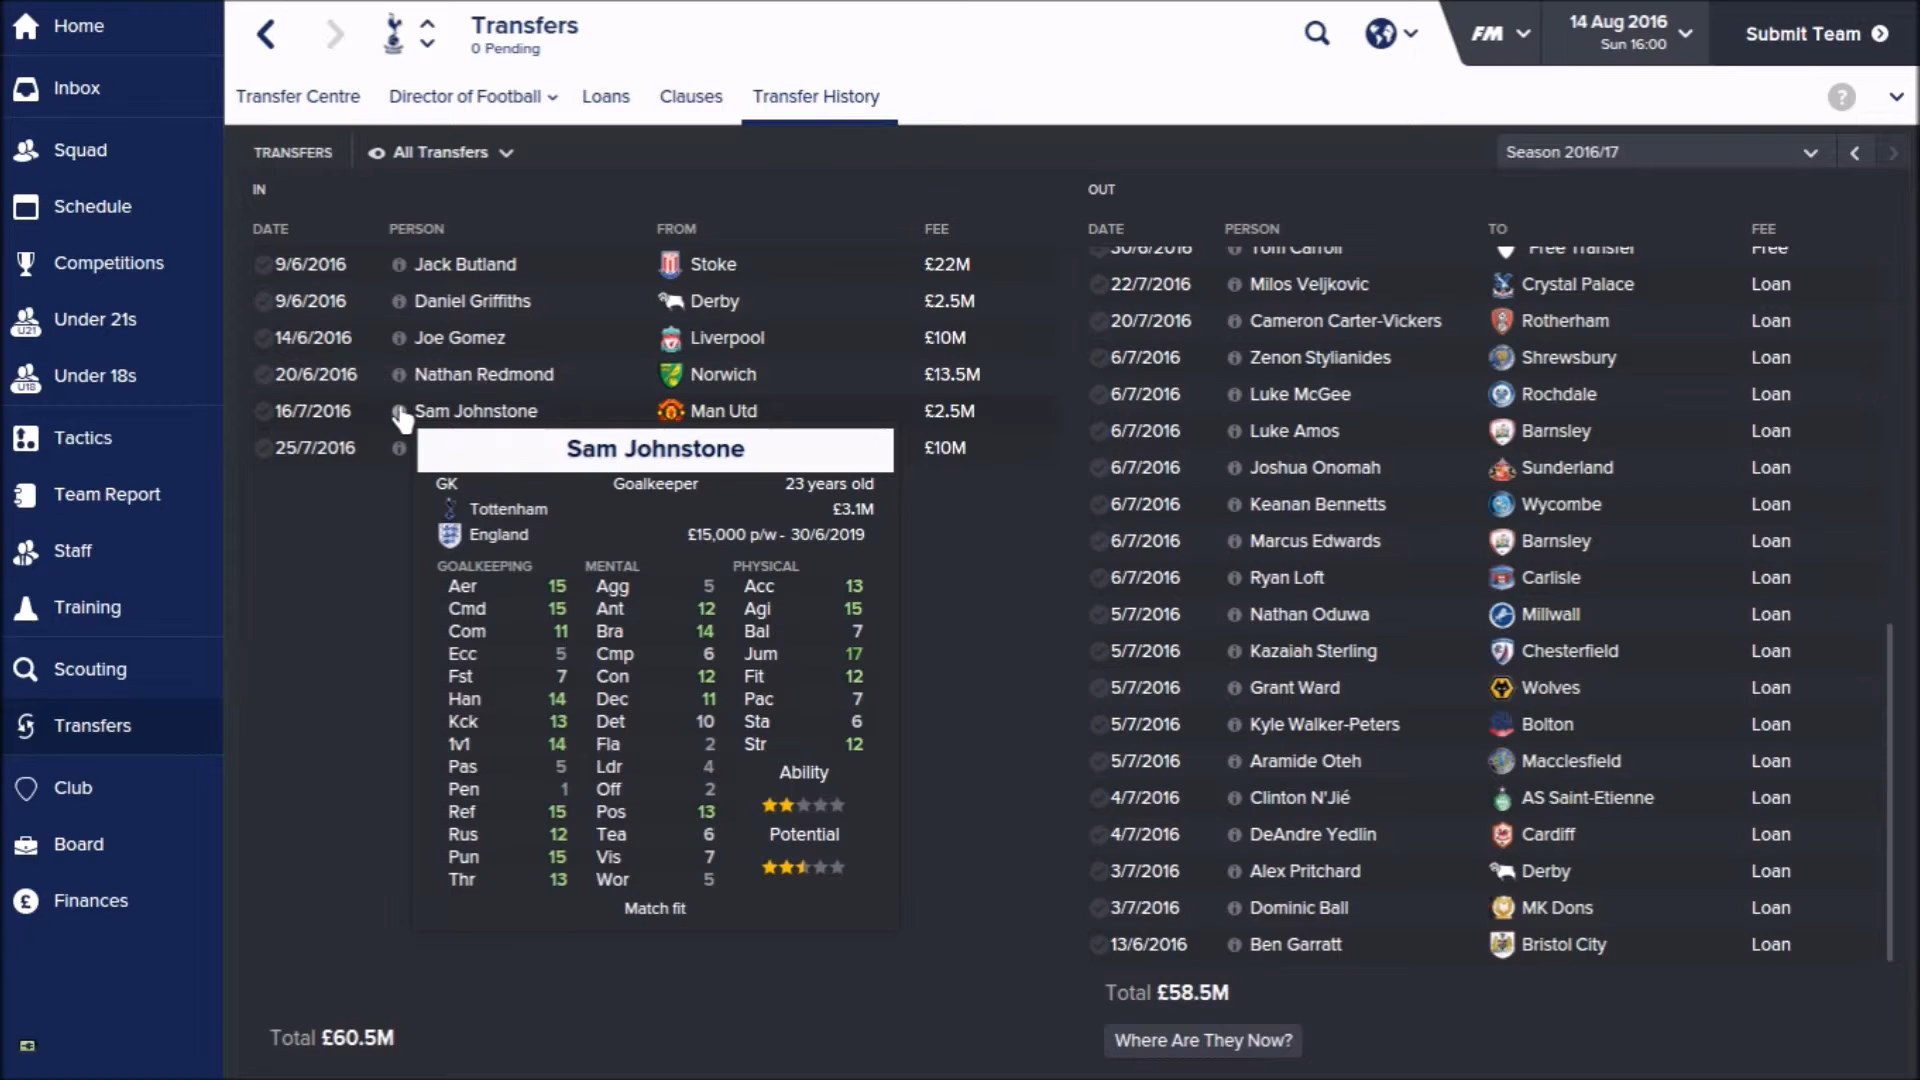 Home
Inbox
Squad
Schedule
Competitions
U21 Under 21s
U18 Under 18s
Tactics
Team Report
Staff
Training
Scouting
Transfers
Club
Board
Finances
Transfers
0 Pending
FM
14 Aug 2016
Sun 16:00
Submit Team
Transfer Centre Director of Football Loans Clauses Transfer History ?
TRANSFERS All Transfers Season 2016/17
IN
DATE PERSON FROM FEE
9/6/2016 Jack Butland Stoke £22M
9/6/2016 Daniel Griffiths Derby £2.5M
14/6/2016 Joe Gomez Liverpool £10M
20/6/2016 Nathan Redmond Norwich £13.5M
16/7/2016 Sam Johnstone Man Utd £2.5M
25/7/2016 £10M
Sam Johnstone
GK Goalkeeper 23 years old
Tottenham £3.1M
England £15,000 p/w - 30/6/2019
GOALKEEPING MENTAL PHYSICAL
Aer 15 Agg 5 Acc 13
Cmd 15 Ant 12 Agi 15
Com 11 Bra 14 Bal 7
Ecc 5 Cmp 6 Jum 17
Fst 7 Con 12 Fit 12
Han 14 Dec 11 Pac 7
Kck 13 Det 10 Sta 6
1v1 14 Fla 2 Str 12
Pas 5 Ldr 4 Ability
Pen 1 Off 2
Ref 15 Pos 13
Rus 12 Tea 6 Potential
Pun 15 Vis 7
Thr 13 Wor 5
Match fit
Total £60.5M
OUT
DATE PERSON TO FEE
30/6/2016 Tom Carroll Free Transfer Free
22/7/2016 Milos Veljkovic Crystal Palace Loan
20/7/2016 Cameron Carter-Vickers Rotherham Loan
6/7/2016 Zenon Stylianides Shrewsbury Loan
6/7/2016 Luke McGee Rochdale Loan
6/7/2016 Luke Amos Barnsley Loan
6/7/2016 Joshua Onomah Sunderland Loan
6/7/2016 Keanan Bennetts Wycombe Loan
6/7/2016 Marcus Edwards Barnsley Loan
6/7/2016 Ryan Loft Carlisle Loan
5/7/2016 Nathan Oduwa Millwall Loan
5/7/2016 Kazaiah Sterling Chesterfield Loan
5/7/2016 Grant Ward Wolves Loan
5/7/2016 Kyle Walker-Peters Bolton Loan
5/7/2016 Aramide Oteh Macclesfield Loan
4/7/2016 Clinton N'Jié AS Saint-Etienne Loan
4/7/2016 DeAndre Yedlin Cardiff Loan
3/7/2016 Alex Pritchard Derby Loan
3/7/2016 Dominic Ball MK Dons Loan
13/6/2016 Ben Garratt Bristol City Loan
Total £58.5M
Where Are They Now?